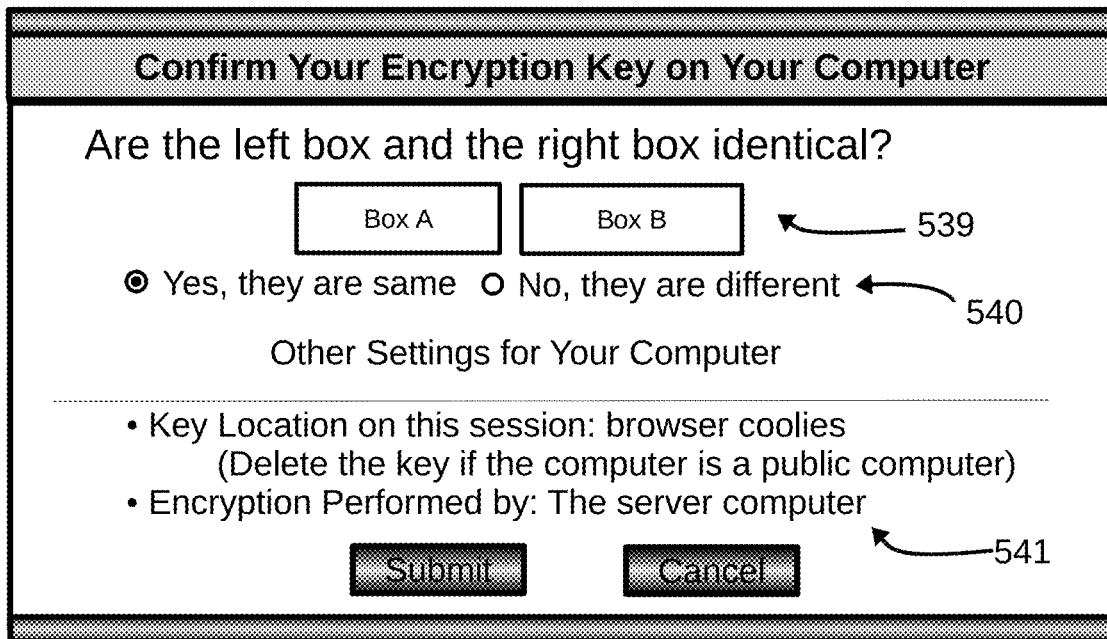 Confirm Your Encryption Key on Your Computer
Are the left box and the right box identical?
Box A Box B 539
Yes, they are same No, they are different
540
Other Settings for Your Computer
• Key Location on this session: browser coolies
(Delete the key if the computer is a public computer)
• Encryption Performed by: The server computer
541
Submit Cancel